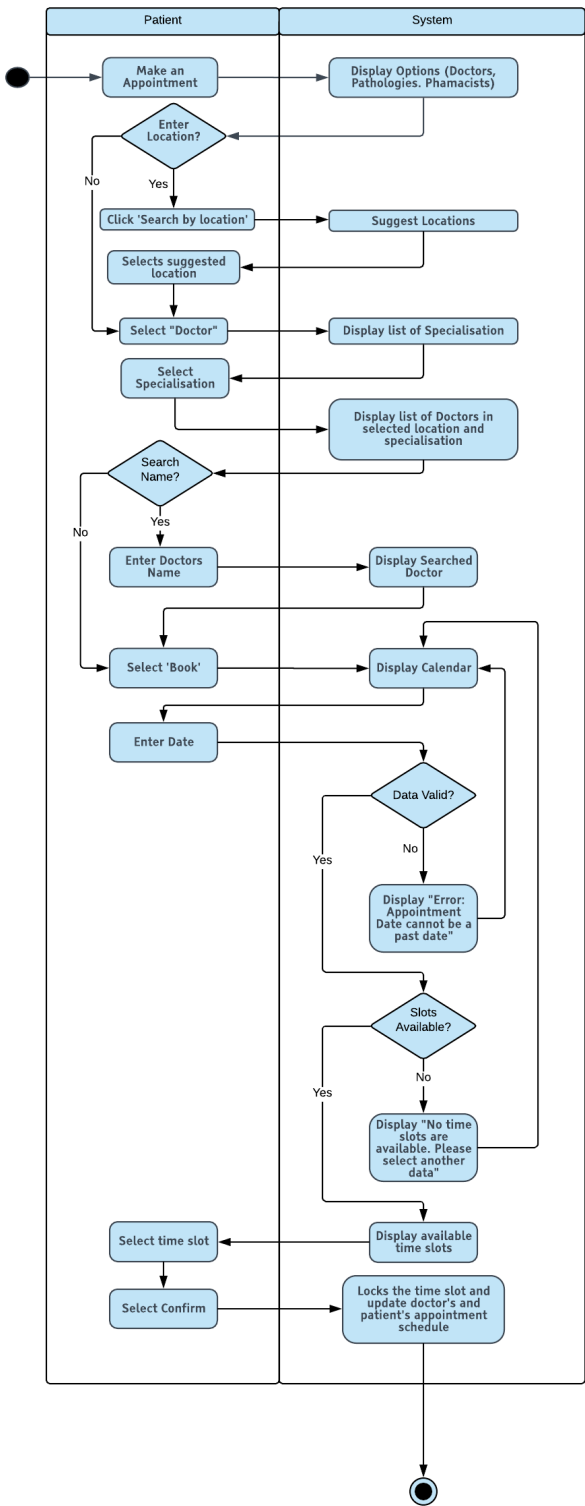 Patient
System
Make an
Appointment
Display Options (Doctors,
Pathologies. Phamacists)
Enter
Location?
No
Yes
Click 'Search by location'
Suggest Locations
Selects suggested
location
Select "Doctor"
Display list of Specialisation
Select
Specialisation
Display list of Doctors in
selected location and
specialisation
Search
Name?
No
Yes
Enter Doctors
Name
Display Searched
Doctor
Select 'Book'
Display Calendar
Enter Date
Data Valid?
No
Yes
Display "Error:
Appointment
Date cannot be a
past date"
Slots
Available?
No
Yes
Display "No time
slots are
available. Please
select another
data"
Select time slot
Display available
time slots
Select Confirm
Locks the time slot and
update doctor's and
patient's appointment
schedule